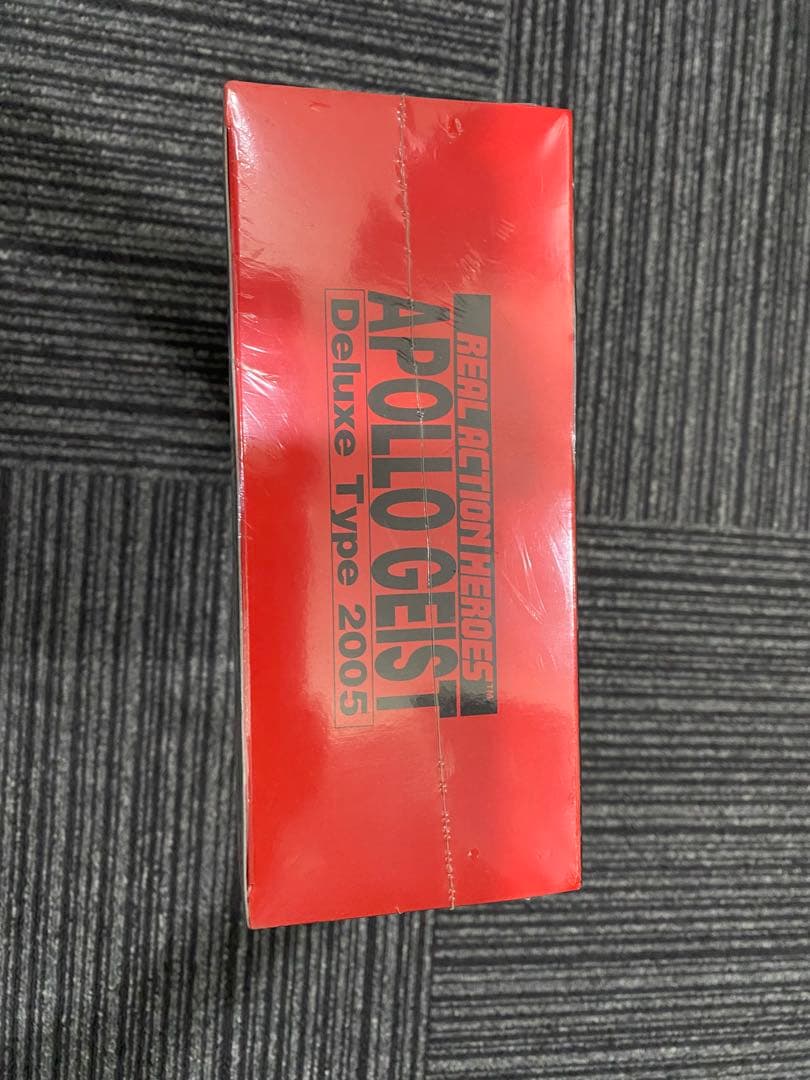 REAL ACTION HEROES™
APOLLO GEIST
Deluxe Type 2005